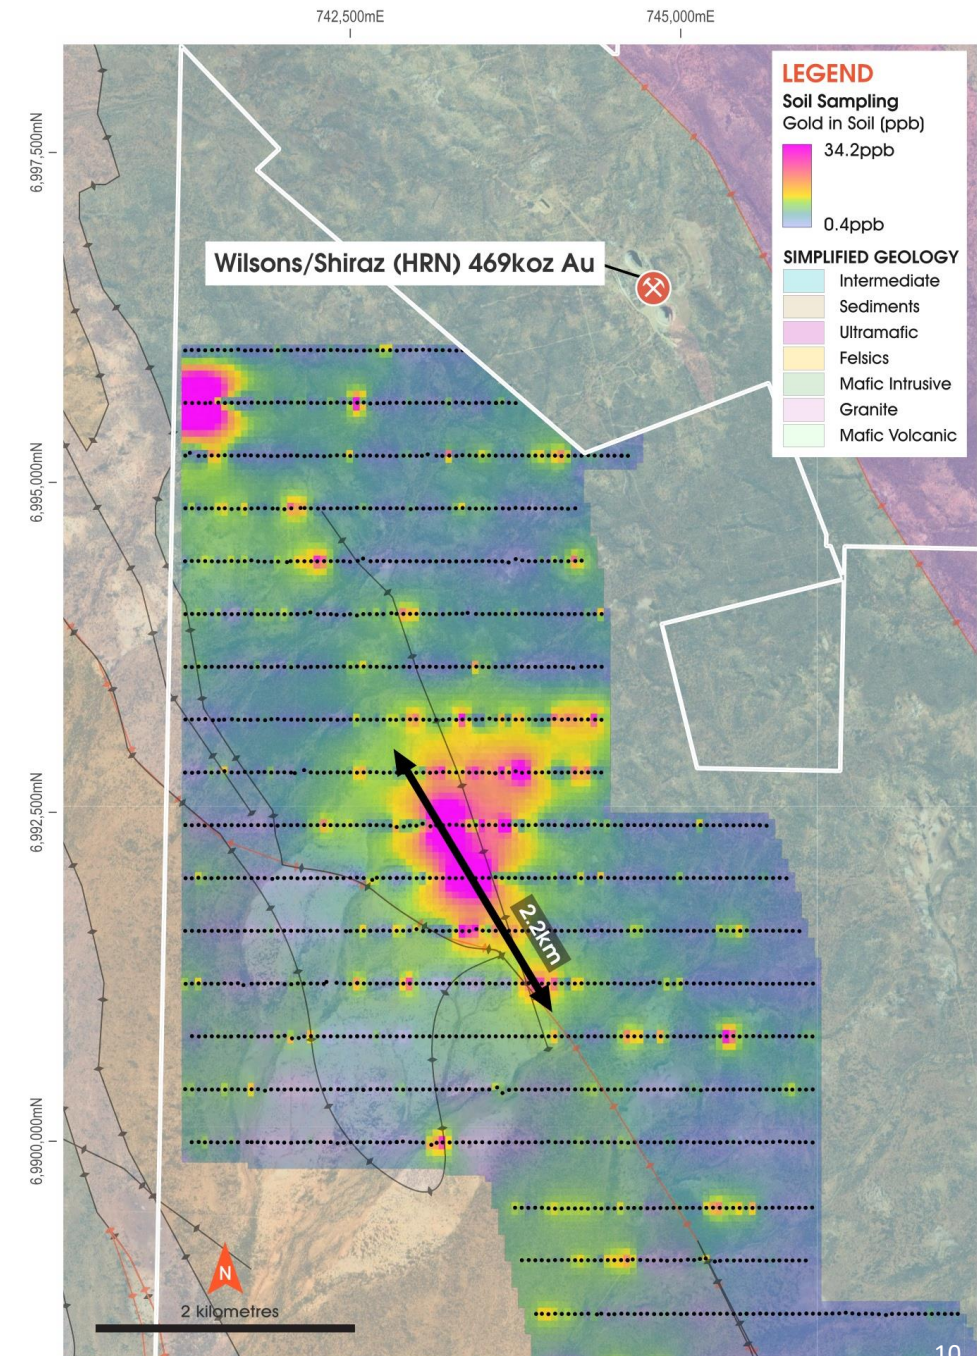 742,500mE
745,000mE
6,997,500mN
6,995,000mN
6,992,500mN
6,9900,000mN
LEGEND
Soil Sampling
Gold in Soil (ppb)
34.2ppb
0.4ppb
SIMPLIFIED GEOLOGY
Intermediate
Sediments
Ultramafic
Felsics
Mafic Intrusive
Granite
Mafic Volcanic
Wilsons/Shiraz (HRN) 469koz Au
2.2km
N
2 kilometres
10